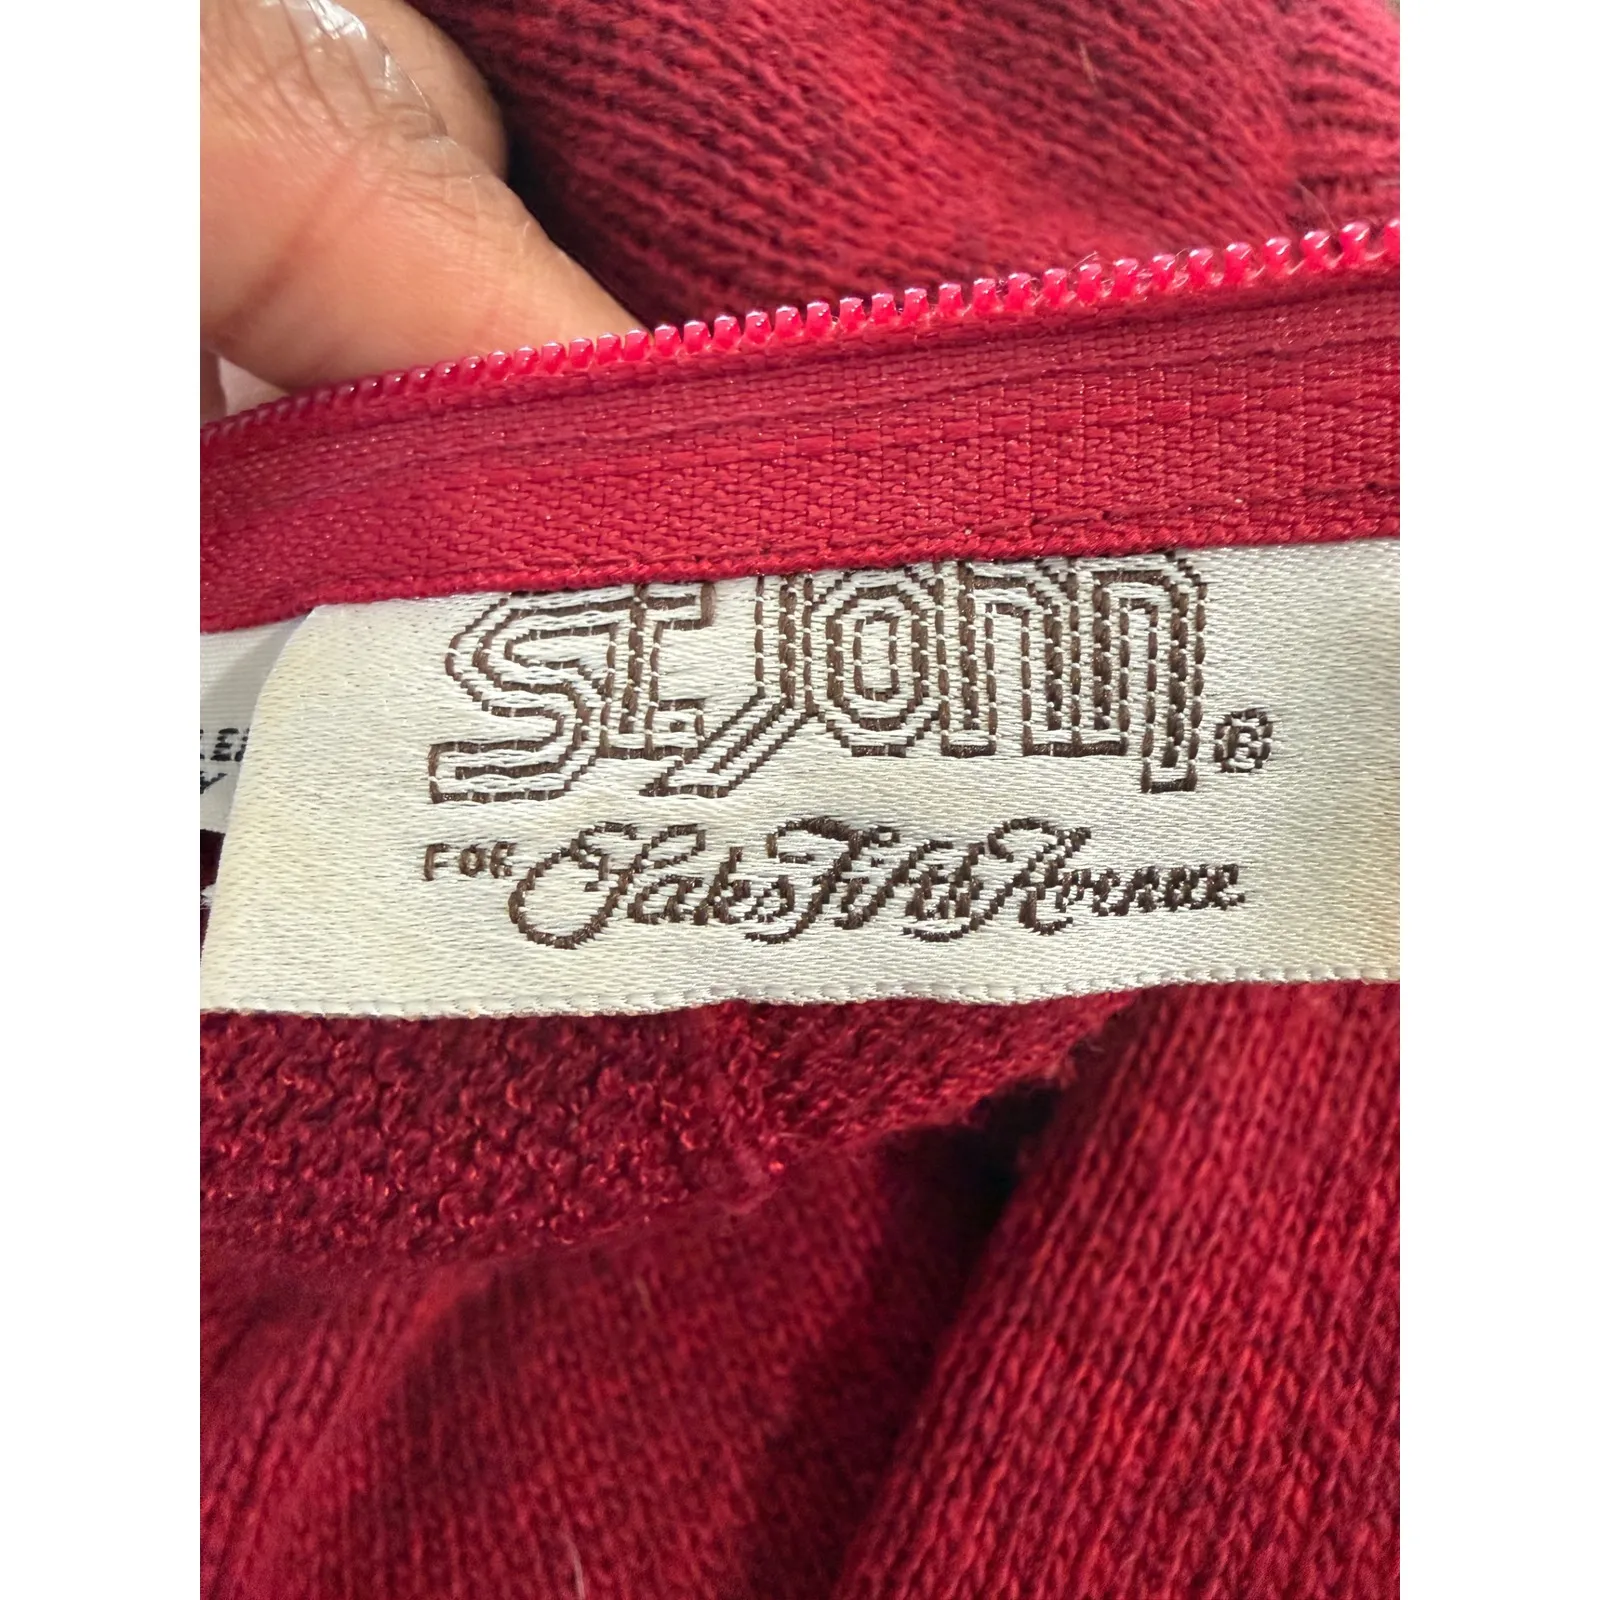 St. John ®
FOR Saks Fifth Avenue